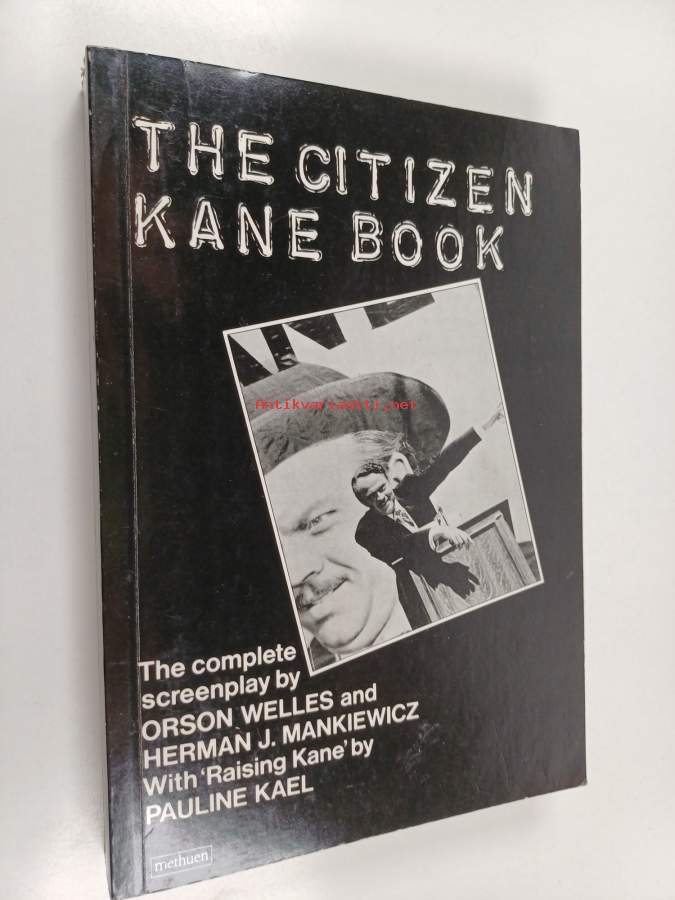 THE CITIZEN
KANE BOOK
Antikvariaatti.net
The complete
screenplay by
ORSON WELLES and
HERMAN J. MANKIEWICZ
With 'Raising Kane' by
PAULINE KAEL
methuen